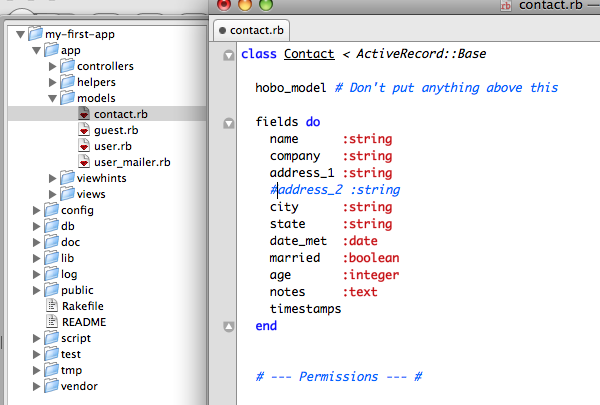 my-first-app
app
controllers
helpers
models
contact.rb
guest.rb
user.rb
user_mailer.rb
viewhints
views
config
db
doc
lib
log
public
Rakefile
README
script
test
tmp
vendor
contact.rb
contact.rb
class Contact < ActiveRecord::Base
hobo_model # Don't put anything above this
fields do
name :string
company :string
address_1 :string
#address_2 :string
city :string
state :string
date_met :date
married :boolean
age :integer
notes :text
timestamps
end
# --- Permissions --- #